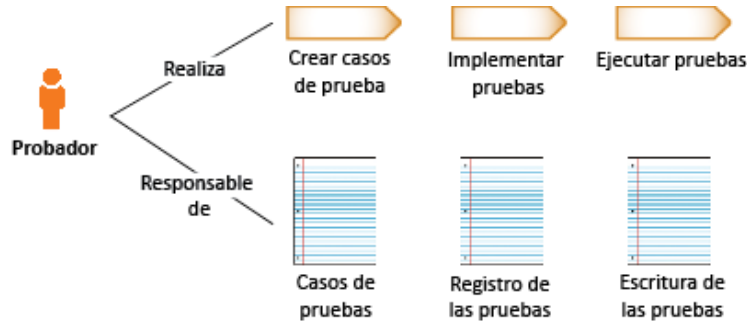 Realiza
Crear casos
de prueba
Implementar
pruebas
Ejecutar pruebas
Probador
Responsable
de
Casos de
pruebas
Registro de
las pruebas
Escritura de
las pruebas